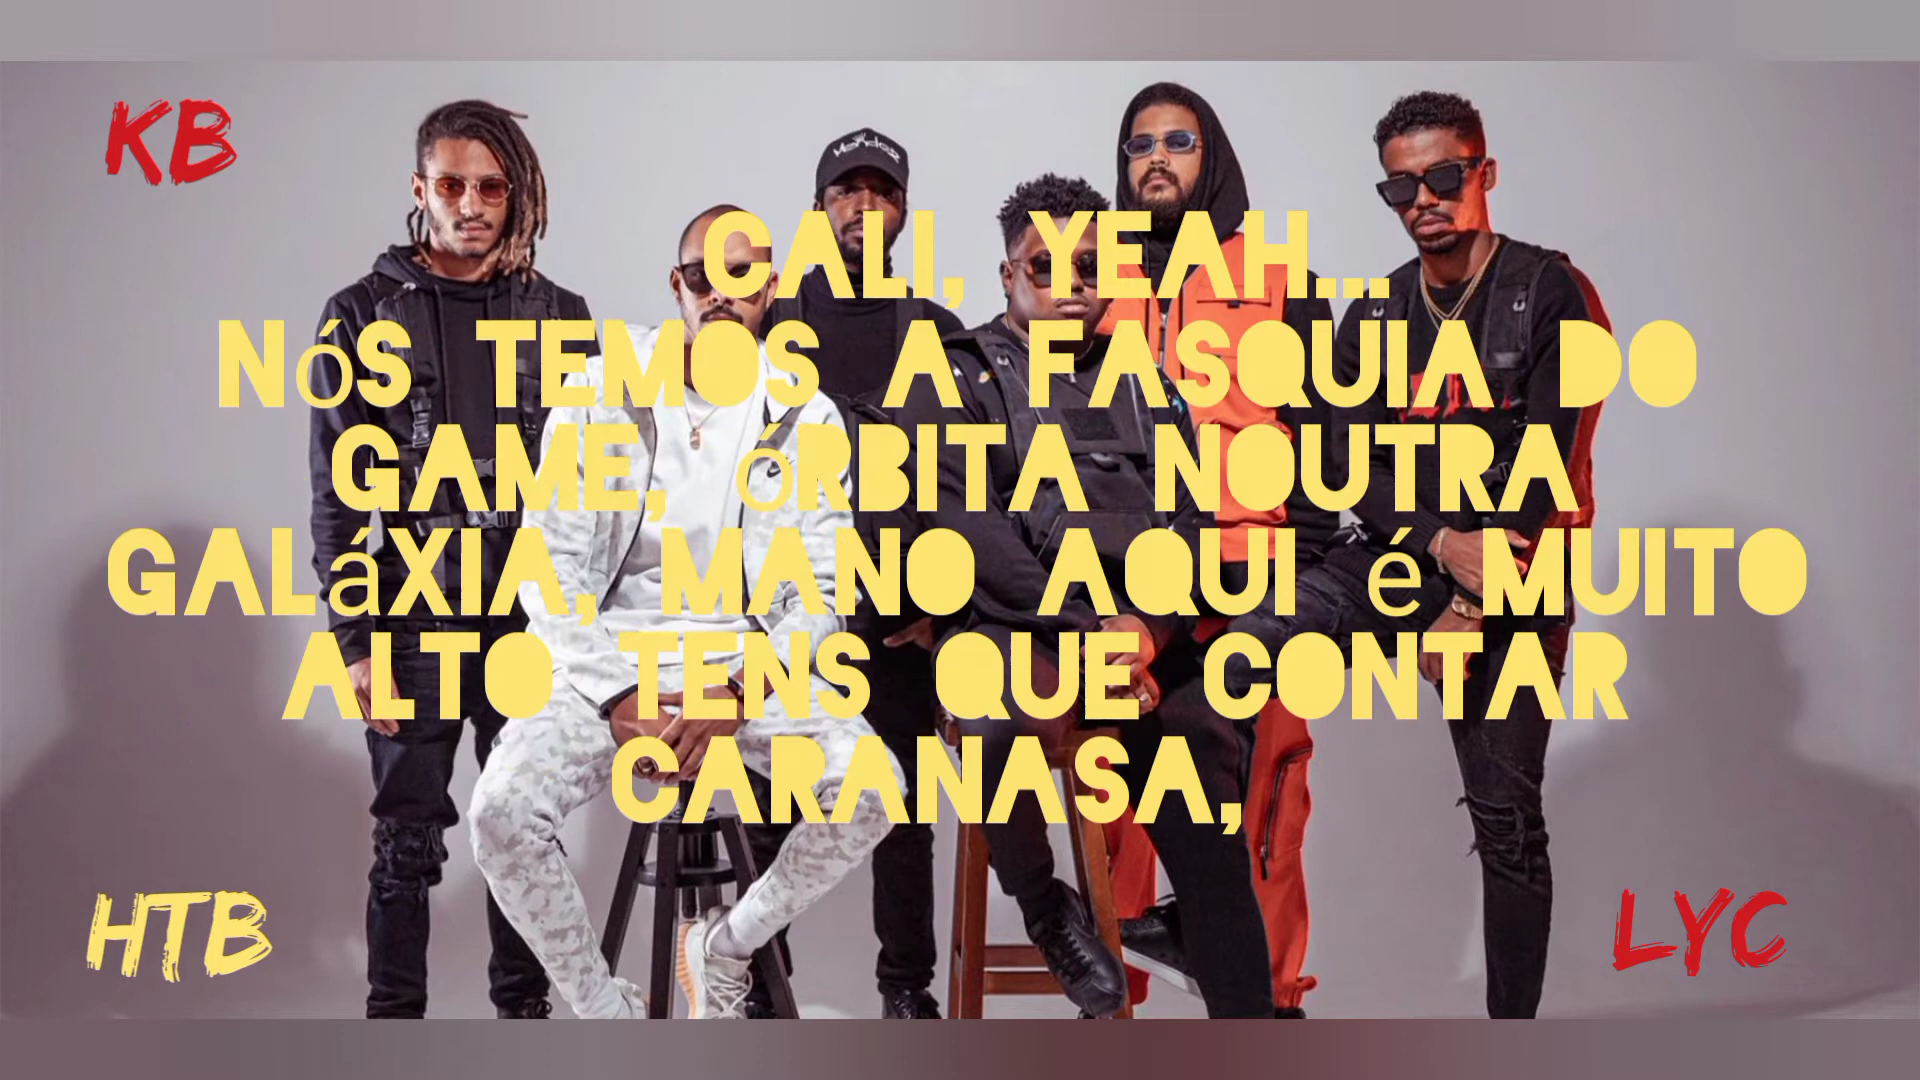 KB
MandoZ
CALI, YEAH...
NóS TEMOS A FASQUIA DO
GAME, óRBITA NOUTRA
GALáXIA, MANO AQUI é MUITO
ALTO TENS QUE CONTAR
CARANASA,
HTB
LYC